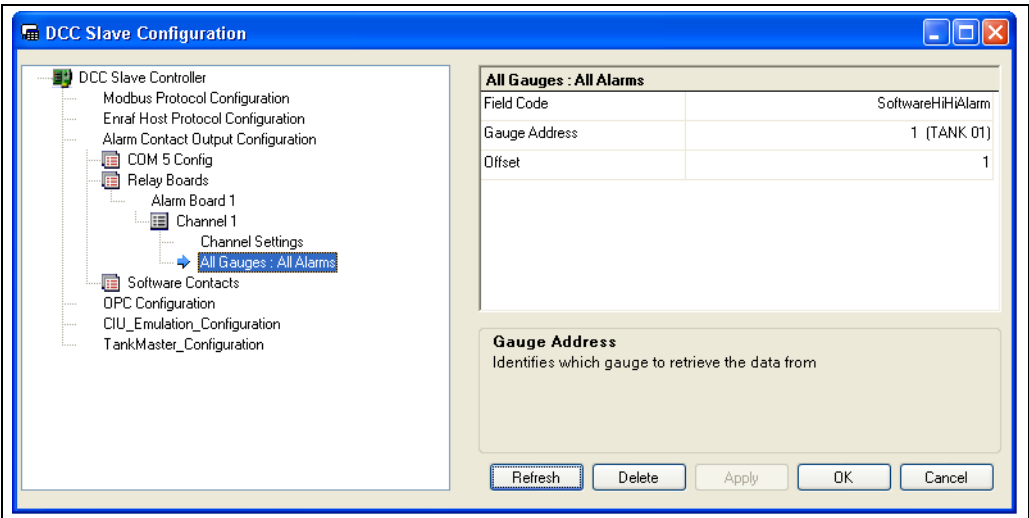 DCC Slave Configuration
DCC Slave Controller
Modbus Protocol Configuration
Enraf Host Protocol Configuration
Alarm Contact Output Configuration
COM 5 Config
Relay Boards
Alarm Board 1
Channel 1
Channel Settings
All Gauges : All Alarms
Software Contacts
OPC Configuration
CIU_Emulation_Configuration
TankMaster_Configuration
All Gauges : All Alarms
Field Code SoftwareHiHiAlarm
Gauge Address 1 (TANK 01)
Offset 1
Gauge Address
Identifies which gauge to retrieve the data from
Refresh Delete Apply OK Cancel